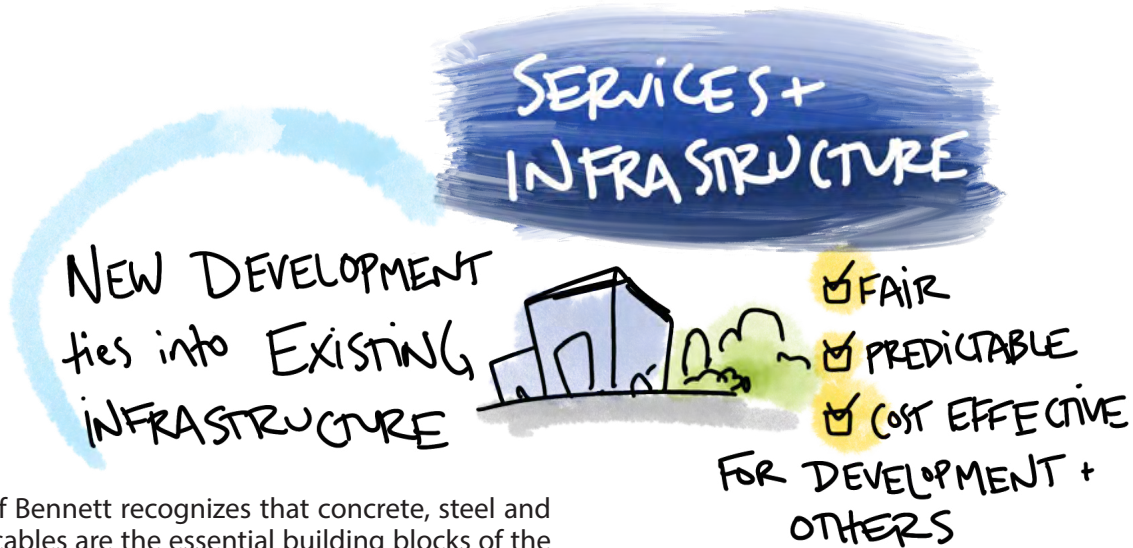 SERVICES +
INFRASTRUCTURE
NEW DEVELOPMENT
ties into EXISTING
INFRASTRUCTURE
FAIR
PREDICTABLE
COST EFFECTIVE
FOR DEVELOPMENT +
OTHERS
f Bennett recognizes that concrete, steel and
cables are the essential building blocks of the